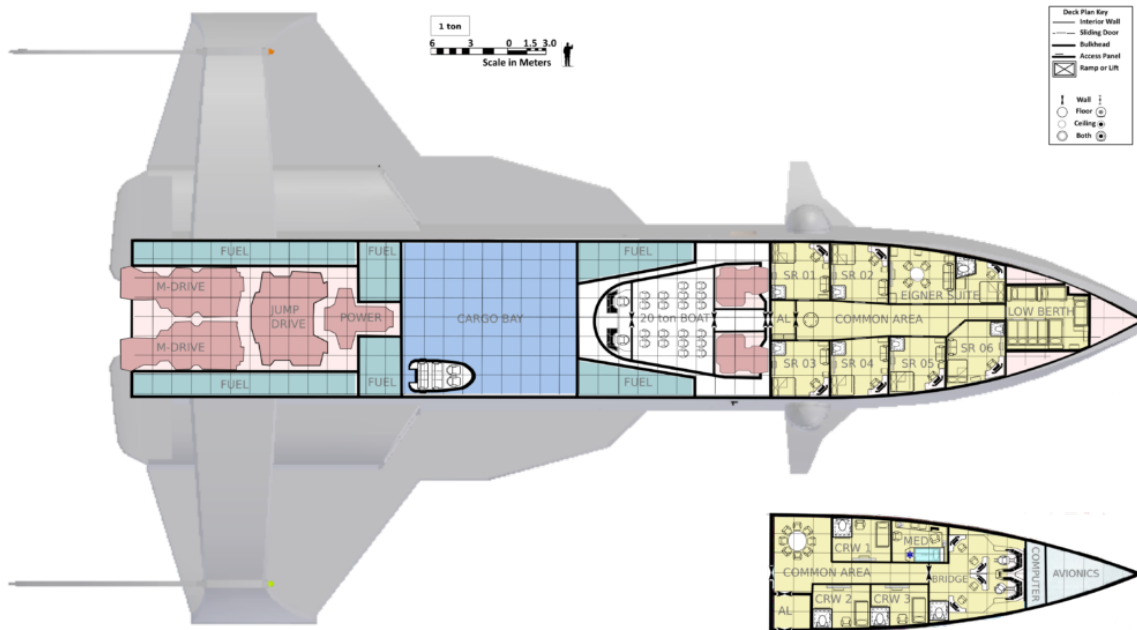 1 ton
6 3 0 1.5 3.0
Scale in Meters
Deck Plan Key
Interior Wall
Sliding Door
Bulkhead
Access Panel
Ramp or Lift
Wall
Floor
Ceiling
Both
FUEL
FUEL
FUEL
M-DRIVE
JUMP
DRIVE
POWER
M-DRIVE
FUEL
FUEL
FUEL
CARGO BAY
20 ton BOAT
AL
COMMON AREA
SR 01
SR 02
EIGNER SUITE
LOW BERTH
SR 03
SR 04
SR 05
SR 06
CRW 1
MEDI
COMMON AREA
BRIDGE
COMPUTER
AVIONICS
AL
CRW 2
CRW 3